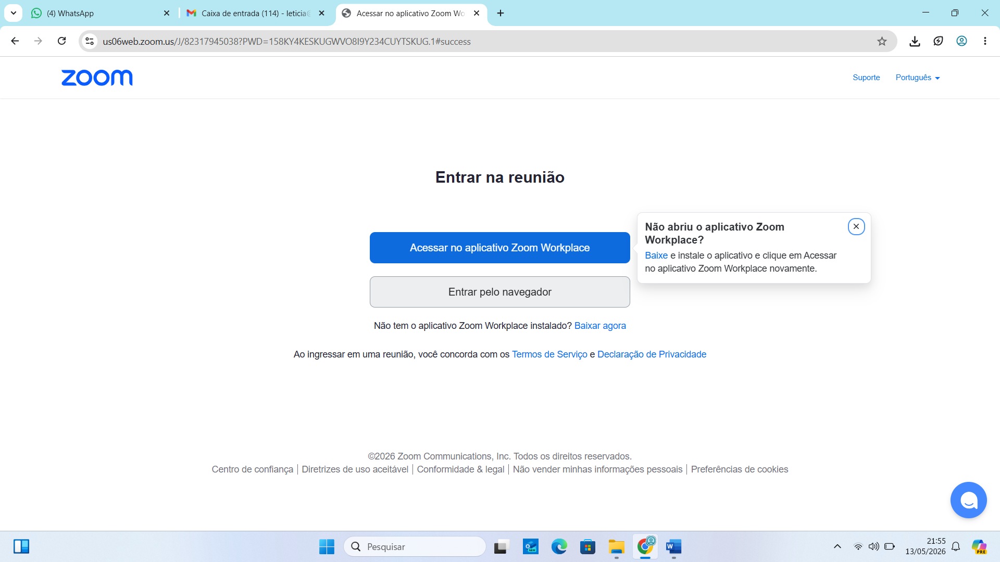 (4) WhatsApp
Caixa de entrada (114) - leticia@
Acessar no aplicativo Zoom Wo
us06web.zoom.us/J/82317945038?PWD=158KY4KESKUGWVO8I9Y234CUYTSKUG.1#success
zoom
Suporte
Português
Entrar na reunião
Acessar no aplicativo Zoom Workplace
Não abriu o aplicativo Zoom
Workplace?
Baixe e instale o aplicativo e clique em Acessar
no aplicativo Zoom Workplace novamente.
Entrar pelo navegador
Não tem o aplicativo Zoom Workplace instalado? Baixar agora
Ao ingressar em uma reunião, você concorda com os Termos de Serviço e Declaração de Privacidade
©2026 Zoom Communications, Inc. Todos os direitos reservados.
Centro de confiança | Diretrizes de uso aceitável | Conformidade & legal | Não vender minhas informações pessoais | Preferências de cookies
Pesquisar
21:55
13/05/2026
PRE